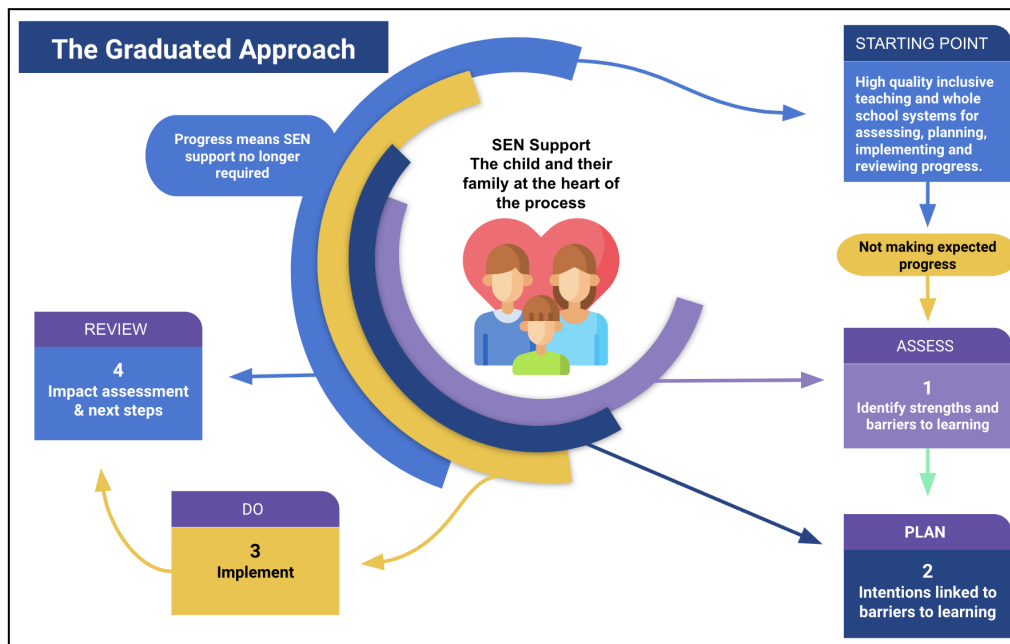 The Graduated Approach
Progress means SEN
support no longer
required
SEN Support
The child and their
family at the heart of
the process
STARTING POINT
High quality inclusive
teaching and whole
school systems for
assessing, planning,
implementing and
reviewing progress.
Not making expected
progress
ASSESS
1
Identify strengths and
barriers to learning
PLAN
2
Intentions linked to
barriers to learning
DO
3
Implement
REVIEW
4
Impact assessment
& next steps